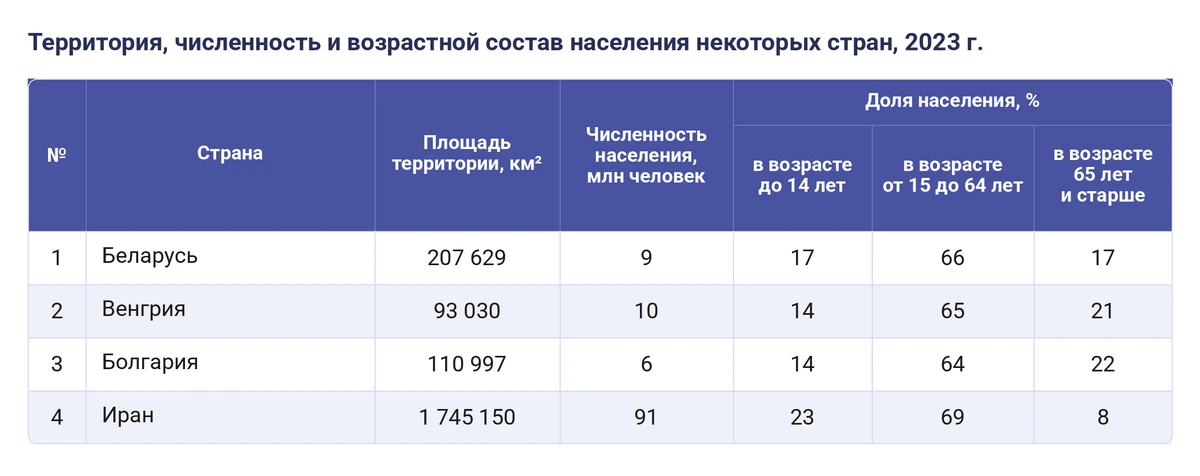 Территория, численность и возрастной состав населения некоторых стран, 2023 г.
№
Страна
Площадь
территории, км²
Численность
населения,
млн человек
Доля населения, %
в возрасте
до 14 лет
в возрасте
от 15 до 64 лет
в возрасте
65 лет
и старше
1 Беларусь 207 629 9 17 66 17
2 Венгрия 93 030 10 14 65 21
3 Болгария 110 997 6 14 64 22
4 Иран 1 745 150 91 23 69 8